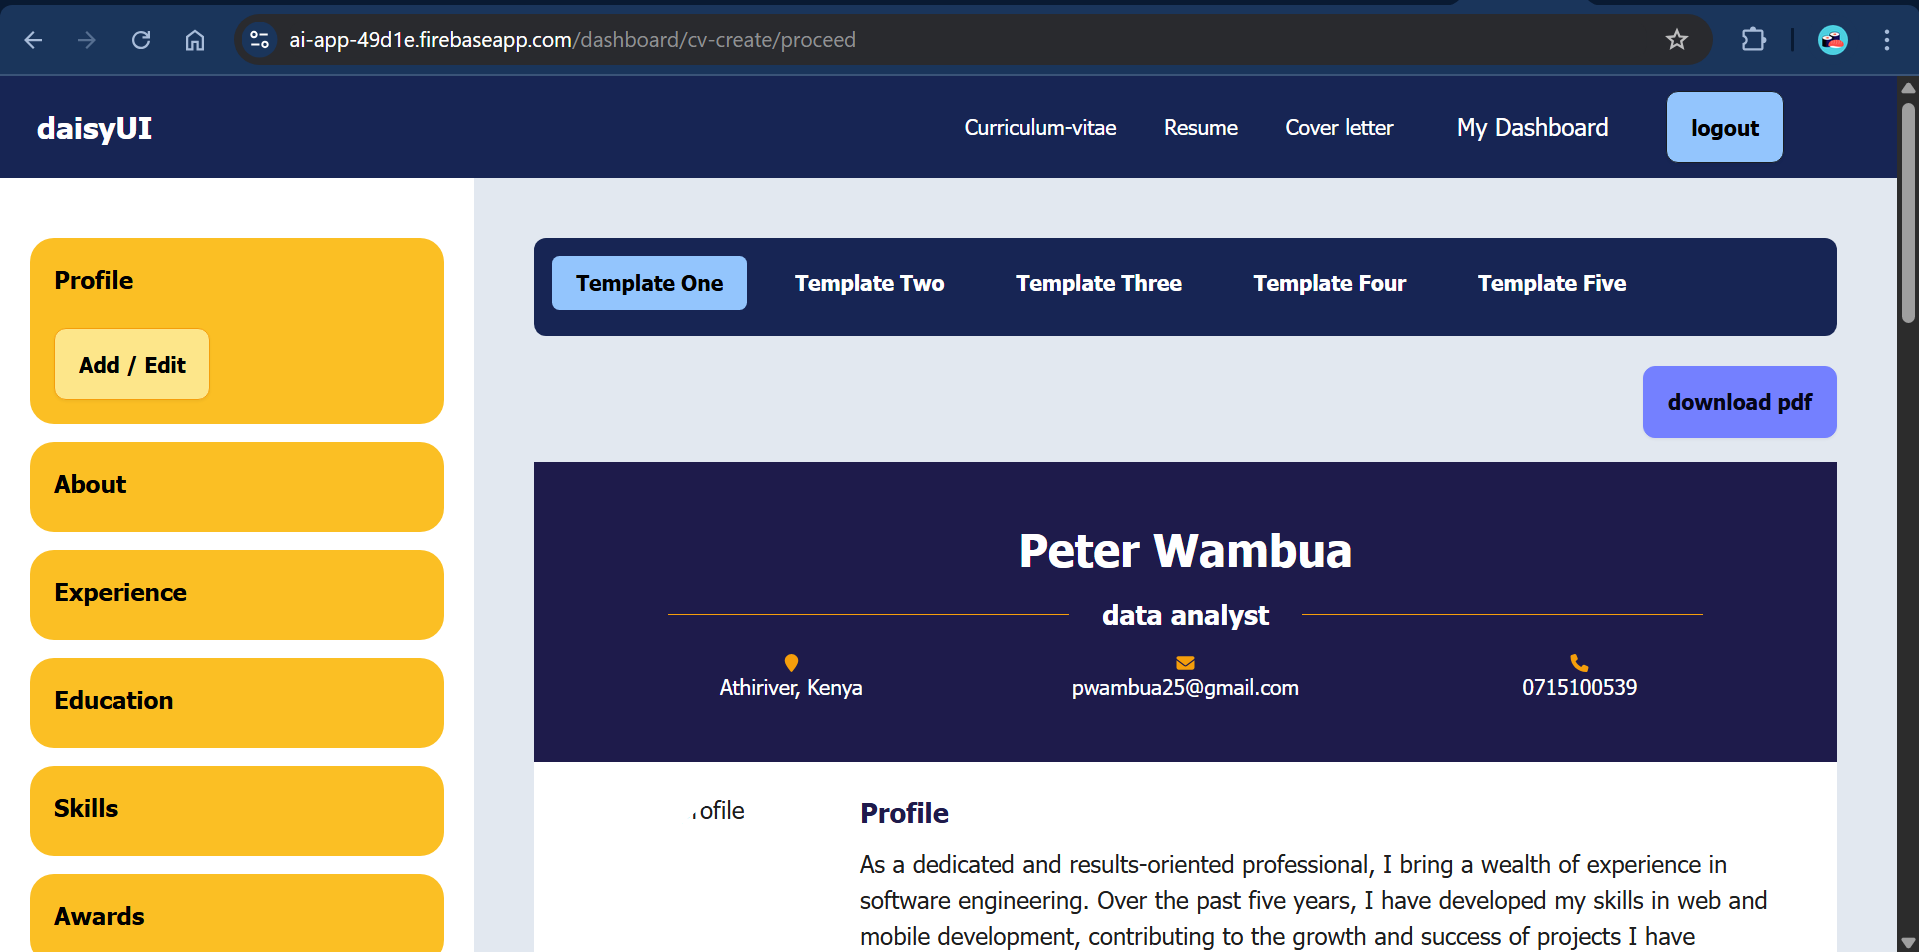 ai-app-49d1e.firebaseapp.com/dashboard/cv-create/proceed
daisyUI
Curriculum-vitae Resume Cover letter My Dashboard logout
Profile
Add / Edit
About
Experience
Education
Skills
Awards
Template One Template Two Template Three Template Four Template Five
download pdf
Peter Wambua
data analyst
Athiriver, Kenya pwambua25@gmail.com 0715100539
ofile
Profile
As a dedicated and results-oriented professional, I bring a wealth of experience in
software engineering. Over the past five years, I have developed my skills in web and
mobile development, contributing to the growth and success of projects I have